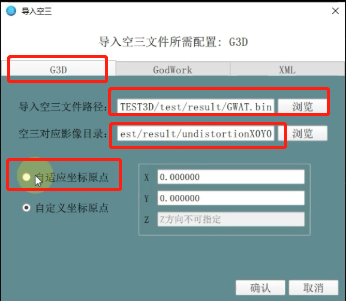 导入空三
导入空三文件所需配置: G3D
G3D GodWork XML
导入空三文件路径: TEST3D/test/result/GWAT.bin 浏览
空三对应影像目录: est/result/undistortionX0Y0 浏览
自适应坐标原点
X 0.000000
Y 0.000000
自定义坐标原点
Z Z方向不可指定
确认 取消